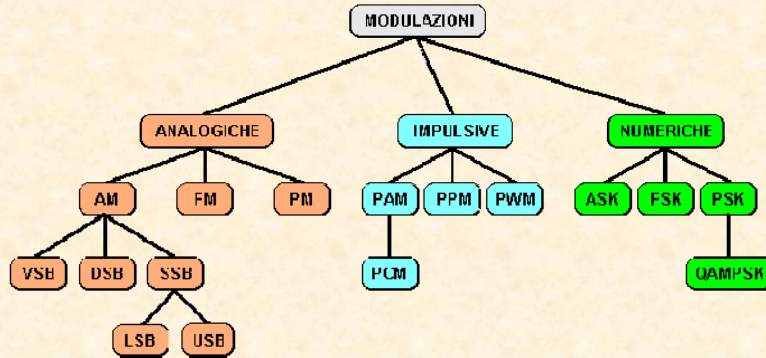 MODULAZIONI
ANALOGICHE
IMPULSIVE
NUMERICHE
AM
FM
PM
PAM
PPM
PWM
ASK
FSK
PSK
VSB
DSB
SSB
PCM
QAMPSK
LSB
USB